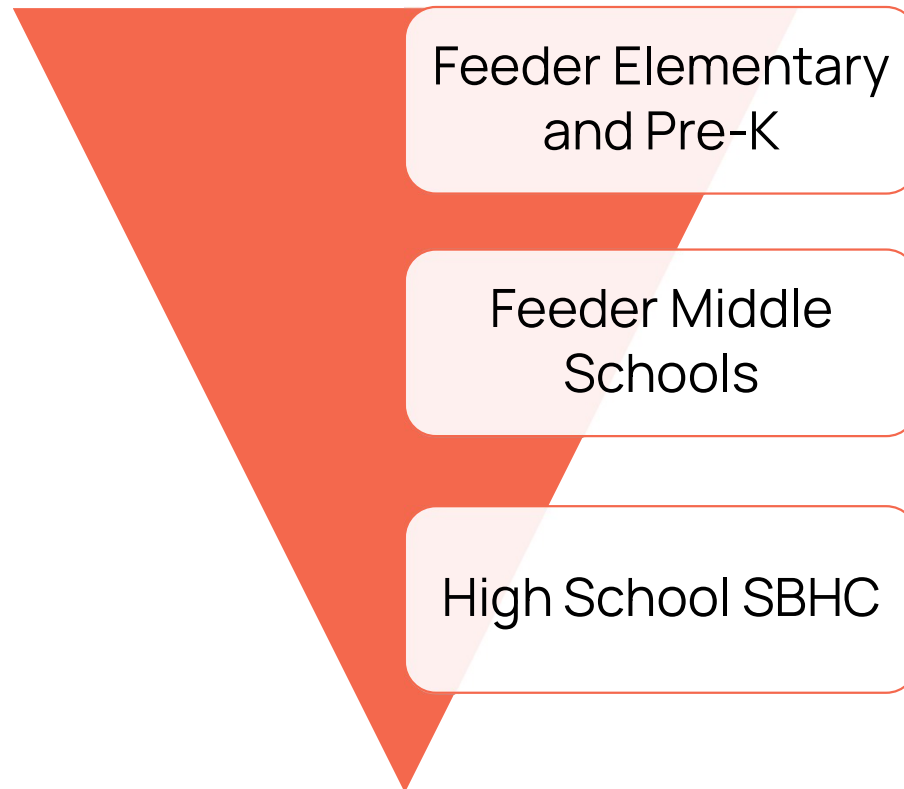 Feeder Elementary
and Pre-K
Feeder Middle
Schools
High School SBHC